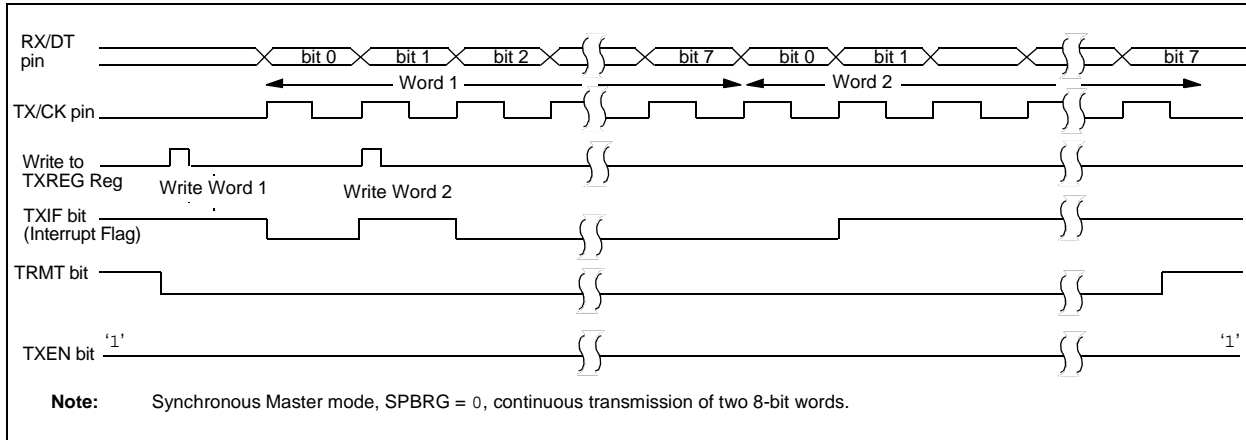 RX/DT
pin
bit 0 bit 1 bit 2 bit 7 bit 0 bit 1 bit 7
Word 1 Word 2
TX/CK pin
Write to
TXREG Reg
Write Word 1 Write Word 2
TXIF bit
(Interrupt Flag)
TRMT bit
'1' '1'
TXEN bit
Note: Synchronous Master mode, SPBRG = 0, continuous transmission of two 8-bit words.